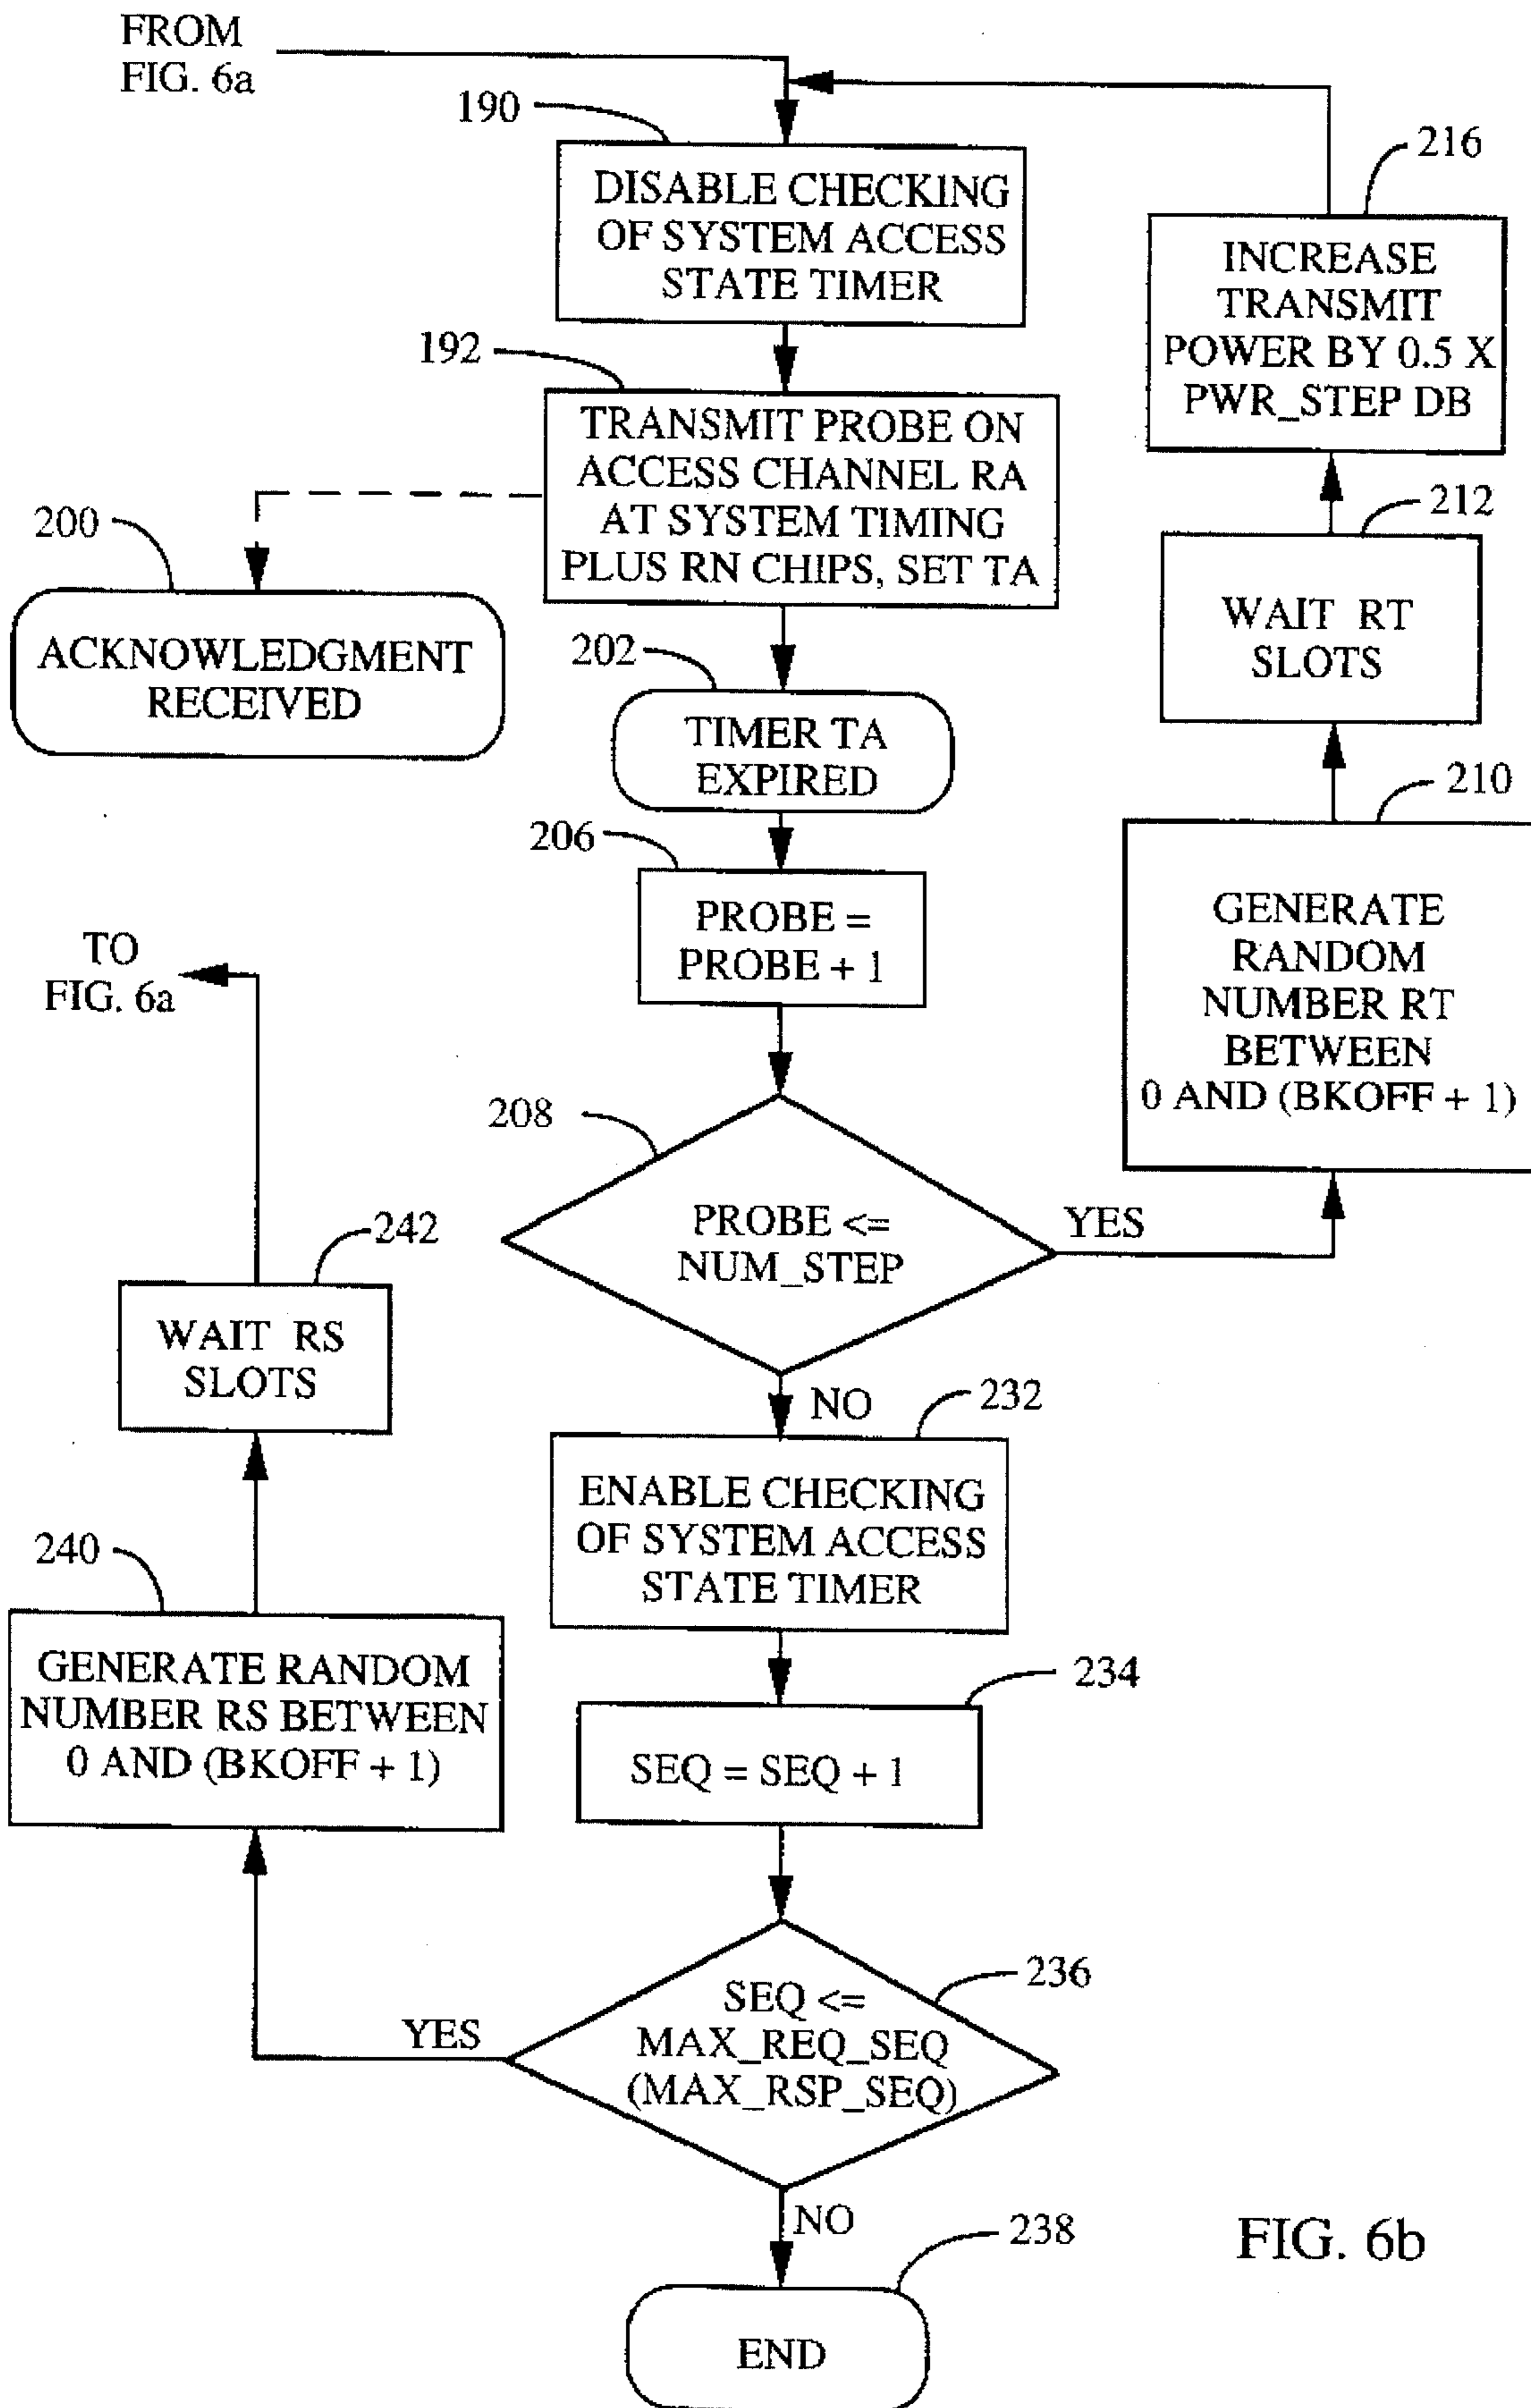 FROM
FIG. 6a
190
DISABLE CHECKING
OF SYSTEM ACCESS
STATE TIMER
216
INCREASE
TRANSMIT
POWER BY 0.5 X
PWR_STEP DB
192
TRANSMIT PROBE ON
ACCESS CHANNEL RA
AT SYSTEM TIMING
PLUS RN CHIPS, SET TA
200
ACKNOWLEDGMENT
RECEIVED
212
WAIT RT
SLOTS
202
TIMER TA
EXPIRED
210
GENERATE
RANDOM
NUMBER RT
BETWEEN
0 AND (BKOFF + 1)
206
PROBE =
PROBE + 1
TO
FIG. 6a
208
PROBE <=
NUM_STEP
YES
NO
242
WAIT RS
SLOTS
232
ENABLE CHECKING
OF SYSTEM ACCESS
STATE TIMER
240
GENERATE RANDOM
NUMBER RS BETWEEN
0 AND (BKOFF + 1)
234
SEQ = SEQ + 1
236
SEQ <=
MAX_REQ_SEQ
(MAX_RSP_SEQ)
YES
NO
238
END
FIG. 6b